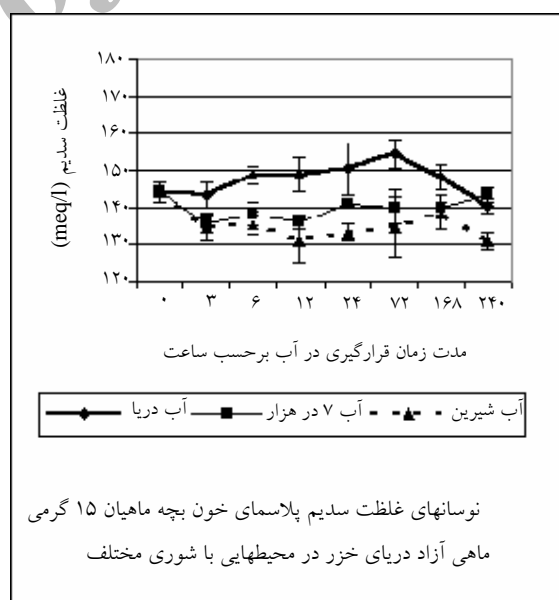 ۱۸۰
۱۷۰
۱۶۰
۱۵۰
۱۴۰
۱۳۰
۱۲۰
غلظت سدیم (meq/l)
۰ ۳ ۶ ۱۲ ۲۴ ۷۲ ۱۶۸ ۲۴۰
مدت زمان قرارگیری در آب برحسب ساعت
آب دریا آب ۷ در هزار آب شیرین
نوسانهای غلظت سدیم پلاسمای خون بچه ماهیان ۱۵ گرمی
ماهی آزاد دریای خزر در محیطهایی با شوری مختلف